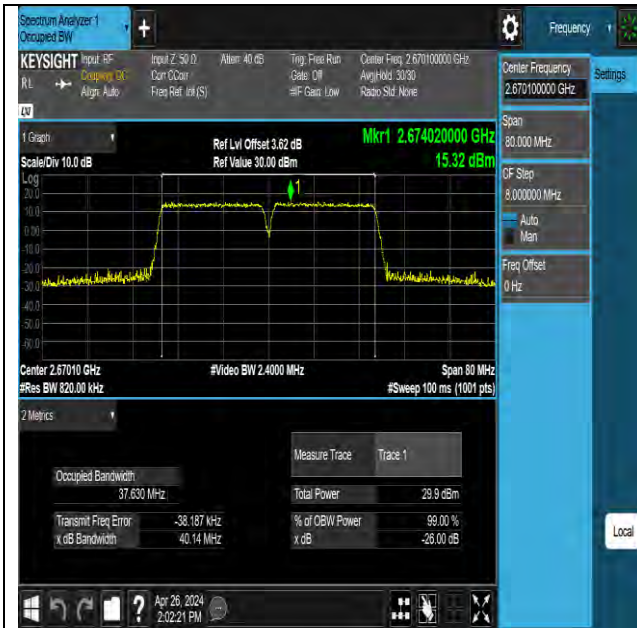 Spectrum Analyzer 1
Occupied BW
+
Frequency
KEYSIGHT Input: RF Input Z: 50 Ω Atten: 40 dB Trig: Free Run Center Freq: 2.670100000 GHz
RL Coupling: DC Corr CCorr Gate: Off Avg|Hold: 30/30
Align: Auto Freq Ref: Int (S) #IF Gain: Low Radio Std: None
LXI
Center Frequency
2.670100000 GHz
Settings
Span
80.000 MHz
CF Step
8.000000 MHz
Auto
Man
Freq Offset
0 Hz
Local
1 Graph
Ref Lvl Offset 3.62 dB Mkr1 2.674020000 GHz
Scale/Div 10.0 dB Ref Value 30.00 dBm 15.32 dBm
Log
20.0
10.0
0.00
-10.0
-20.0
-30.0
-40.0
-50.0
-60.0
1
Center 2.67010 GHz #Video BW 2.4000 MHz Span 80 MHz
#Res BW 820.00 kHz #Sweep 100 ms (1001 pts)
2 Metrics
Measure Trace Trace 1
Occupied Bandwidth
37.630 MHz Total Power 29.9 dBm
Transmit Freq Error -38.187 kHz % of OBW Power 99.00 %
x dB Bandwidth 40.14 MHz x dB -26.00 dB
?
Apr 26, 2024
2:02:21 PM